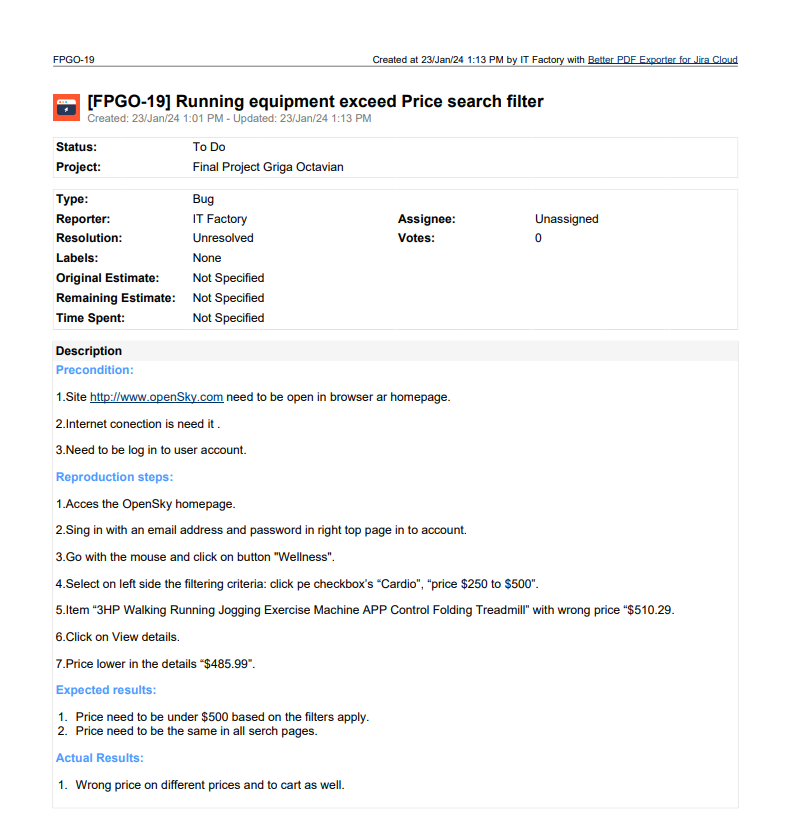 FPGO-19 Created at 23/Jan/24 1:13 PM by IT Factory with Better PDF Exporter for Jira Cloud
[FPGO-19] Running equipment exceed Price search filter
Created: 23/Jan/24 1:01 PM - Updated: 23/Jan/24 1:13 PM
Status: To Do
Project: Final Project Griga Octavian
Type: Bug
Reporter: IT Factory Assignee: Unassigned
Resolution: Unresolved Votes: 0
Labels: None
Original Estimate: Not Specified
Remaining Estimate: Not Specified
Time Spent: Not Specified
Description
Precondition:
1.Site http://www.openSky.com need to be open in browser ar homepage.
2.Internet conection is need it .
3.Need to be log in to user account.
Reproduction steps:
1.Acces the OpenSky homepage.
2.Sing in with an email address and password in right top page in to account.
3.Go with the mouse and click on button "Wellness".
4.Select on left side the filtering criteria: click pe checkbox’s “Cardio”, “price $250 to $500”.
5.Item “3HP Walking Running Jogging Exercise Machine APP Control Folding Treadmill” with wrong price “$510.29.
6.Click on View details.
7.Price lower in the details “$485.99”.
Expected results:
1. Price need to be under $500 based on the filters apply.
2. Price need to be the same in all serch pages.
Actual Results:
1. Wrong price on different prices and to cart as well.